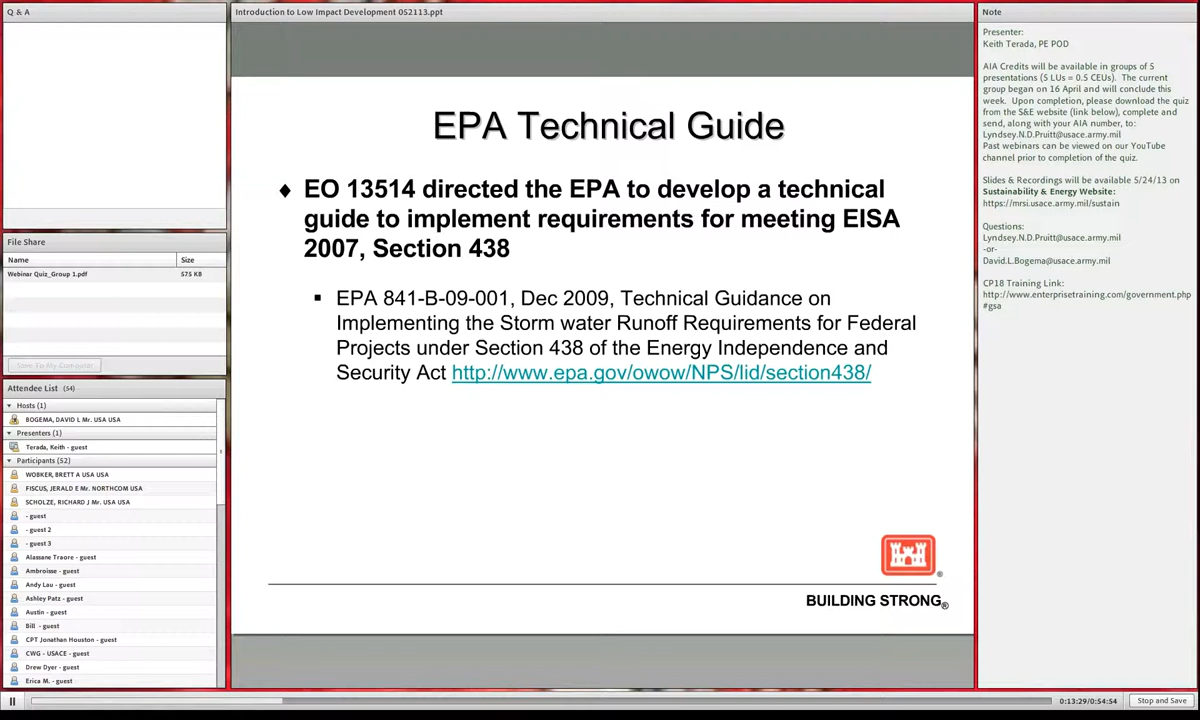 Q & A
File Share
Name Size
Webinar Quiz_Group 1.pdf 575 KB
Save To My Computer
Attendee List (54)
Hosts (1)
BOGEMA, DAVID L Mr. USA USA
Presenters (1)
Terada, Keith - guest
Participants (52)
WOBKER, BRETT A USA USA
FISCUS, JERALD E Mr. NORTHCOM USA
SCHOLZE, RICHARD J Mr. USA USA
- guest
- guest 2
- guest 3
Alassane Traore - guest
Ambroisse - guest
Andy Lau - guest
Ashley Patz - guest
Austin - guest
Bill - guest
CPT Jonathan Houston - guest
CWG - USACE - guest
Drew Dyer - guest
Erica M. - guest
Introduction to Low Impact Development 052113.ppt
EPA Technical Guide
♦ EO 13514 directed the EPA to develop a technical
guide to implement requirements for meeting EISA
2007, Section 438
▪ EPA 841-B-09-001, Dec 2009, Technical Guidance on
Implementing the Storm water Runoff Requirements for Federal
Projects under Section 438 of the Energy Independence and
Security Act http://www.epa.gov/owow/NPS/lid/section438/
®
BUILDING STRONG®
Note
Presenter:
Keith Terada, PE POD
AIA Credits will be available in groups of 5
presentations (5 LUs = 0.5 CEUs). The current
group began on 16 April and will conclude this
week. Upon completion, please download the quiz
from the S&E website (link below), complete and
send, along with your AIA number, to:
Lyndsey.N.D.Pruitt@usace.army.mil
Past webinars can be viewed on our YouTube
channel prior to completion of the quiz.
Slides & Recordings will be available 5/24/13 on
Sustainability & Energy Website:
https://mrsi.usace.army.mil/sustain
Questions:
Lyndsey.N.D.Pruitt@usace.army.mil
-or-
David.L.Bogema@usace.army.mil
CP18 Training Link:
http://www.enterprisetraining.com/government.php
#gsa
0:13:29/0:54:54
Stop and Save